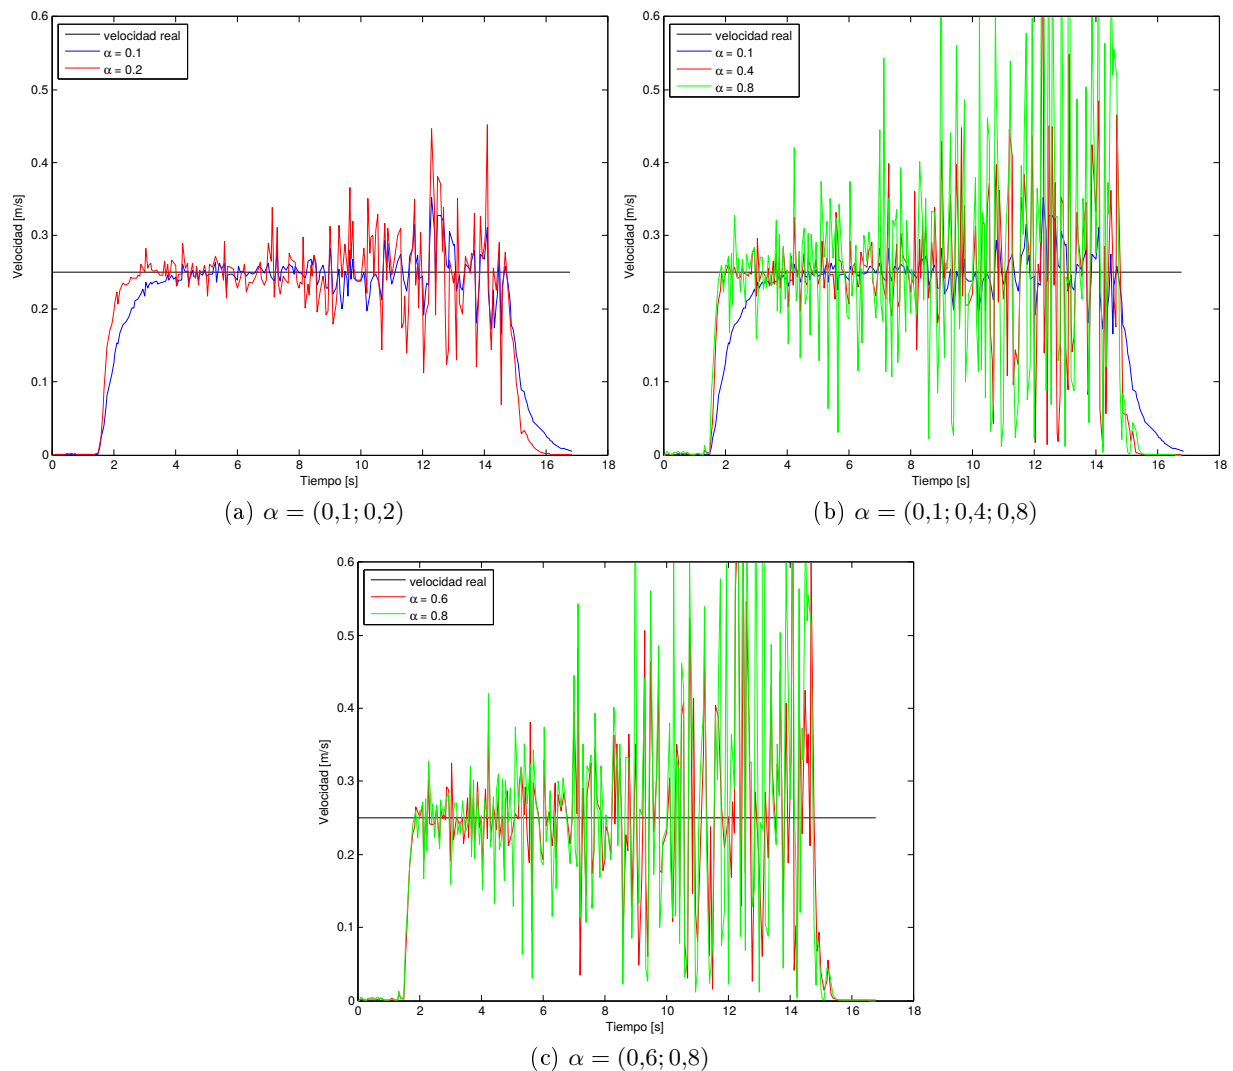 velocidad real
α = 0.1
α = 0.2
0.6
0.5
0.4
0.3
0.2
0.1
0
Velocidad [m/s]
0 2 4 6 8 10 12 14 16 18
Tiempo [s]
(a) α = (0,1; 0,2)
velocidad real
α = 0.1
α = 0.4
α = 0.8
0.6
0.5
0.4
0.3
0.2
0.1
0
Velocidad [m/s]
0 2 4 6 8 10 12 14 16 18
Tiempo [s]
(b) α = (0,1; 0,4; 0,8)
velocidad real
α = 0.6
α = 0.8
0.6
0.5
0.4
0.3
0.2
0.1
0
Velocidad [m/s]
0 2 4 6 8 10 12 14 16 18
Tiempo [s]
(c) α = (0,6; 0,8)